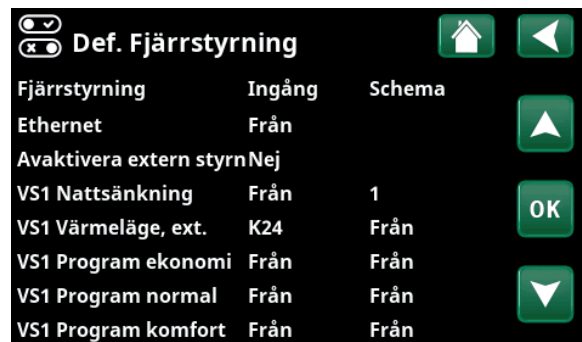 Def. Fjärrstyrning
Fjärrstyrning Ingång Schema
Ethernet Från
Avaktivera extern styrn Nej
VS1 Nattsänkning Från 1
VS1 Värmeläge, ext. K24 Från
VS1 Program ekonomi Från Från
VS1 Program normal Från Från
VS1 Program komfort Från Från
OK